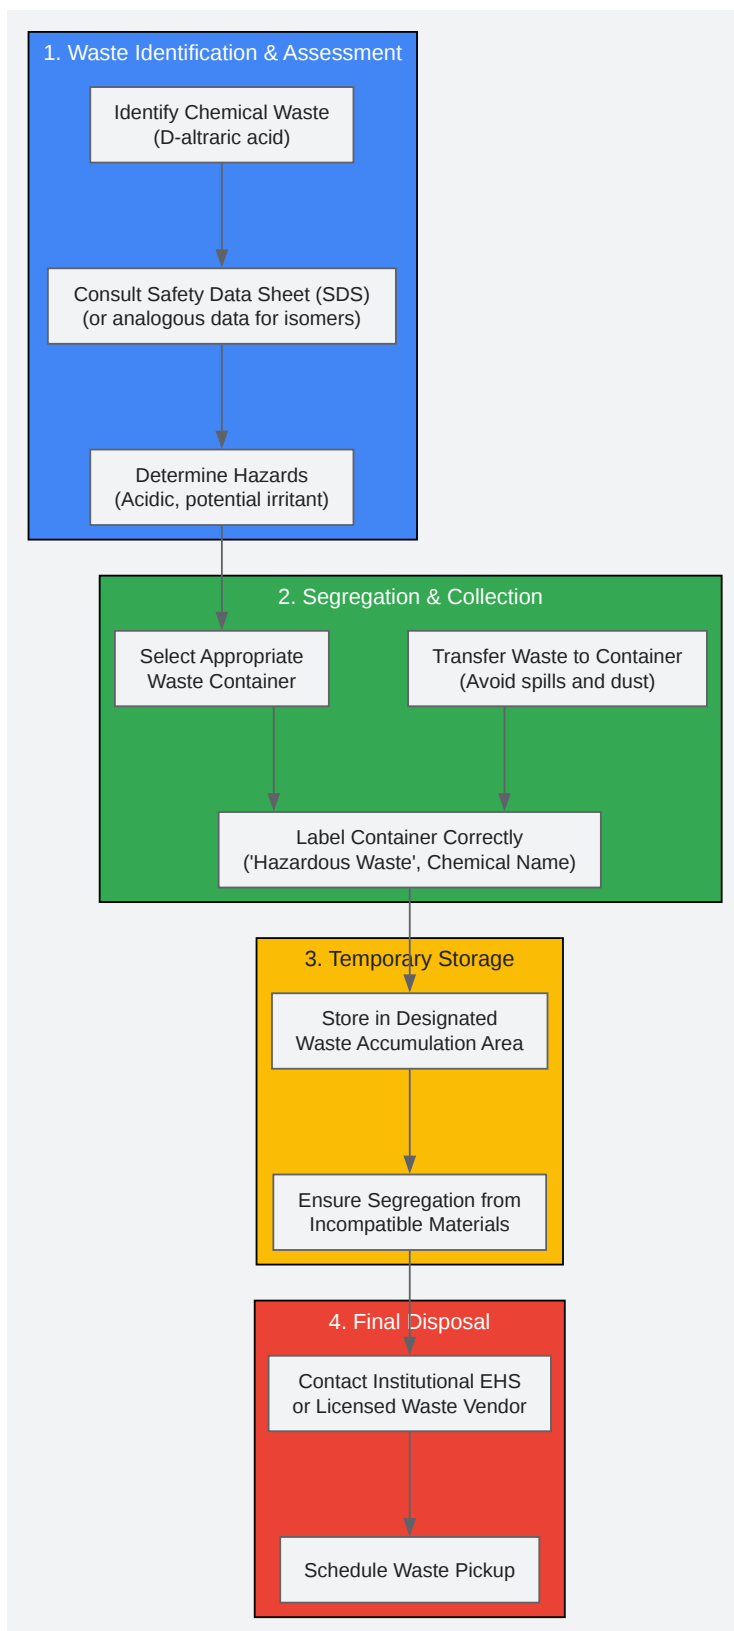 1. Waste Identification & Assessment
Identify Chemical Waste
(D-altraric acid)
Consult Safety Data Sheet (SDS)
(or analogous data for isomers)
Determine Hazards
(Acidic, potential irritant)
2. Segregation & Collection
Select Appropriate
Waste Container
Transfer Waste to Container
(Avoid spills and dust)
Label Container Correctly
('Hazardous Waste', Chemical Name)
3. Temporary Storage
Store in Designated
Waste Accumulation Area
Ensure Segregation from
Incompatible Materials
4. Final Disposal
Contact Institutional EHS
or Licensed Waste Vendor
Schedule Waste Pickup